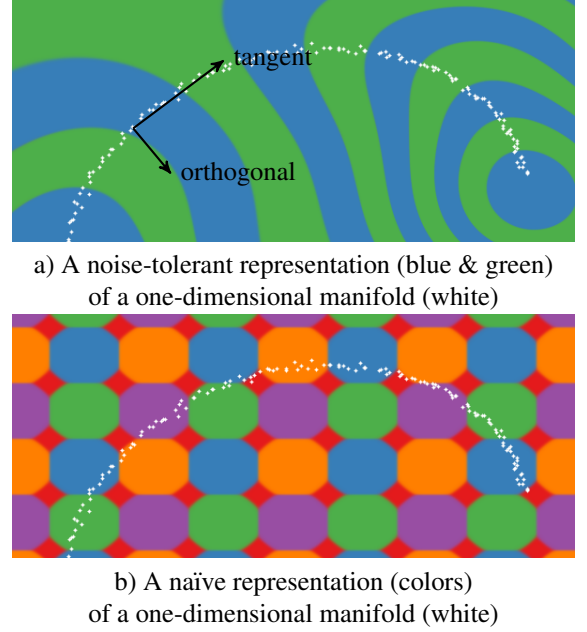 tangent
orthogonal
a) A noise-tolerant representation (blue & green)
of a one-dimensional manifold (white)
b) A naïve representation (colors)
of a one-dimensional manifold (white)